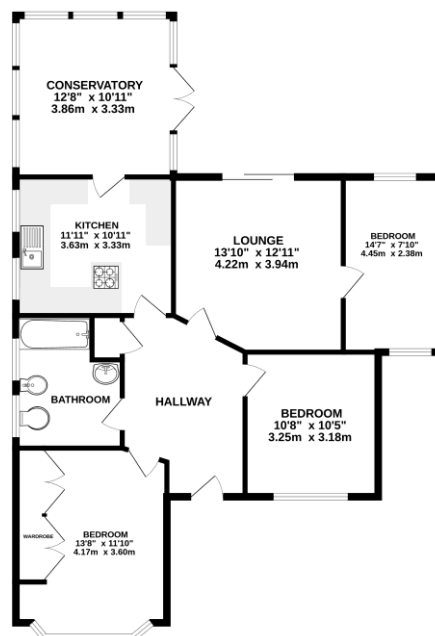 CONSERVATORY
12'8" x 10'11"
3.86m x 3.33m
KITCHEN
11'11" x 10'11"
3.63m x 3.33m
LOUNGE
13'10" x 12'11"
4.22m x 3.94m
BEDROOM
14'7" x 7'10"
4.45m x 2.38m
BATHROOM
HALLWAY
BEDROOM
10'8" x 10'5"
3.25m x 3.18m
WARDROBE
BEDROOM
13'8" x 11'10"
4.17m x 3.60m